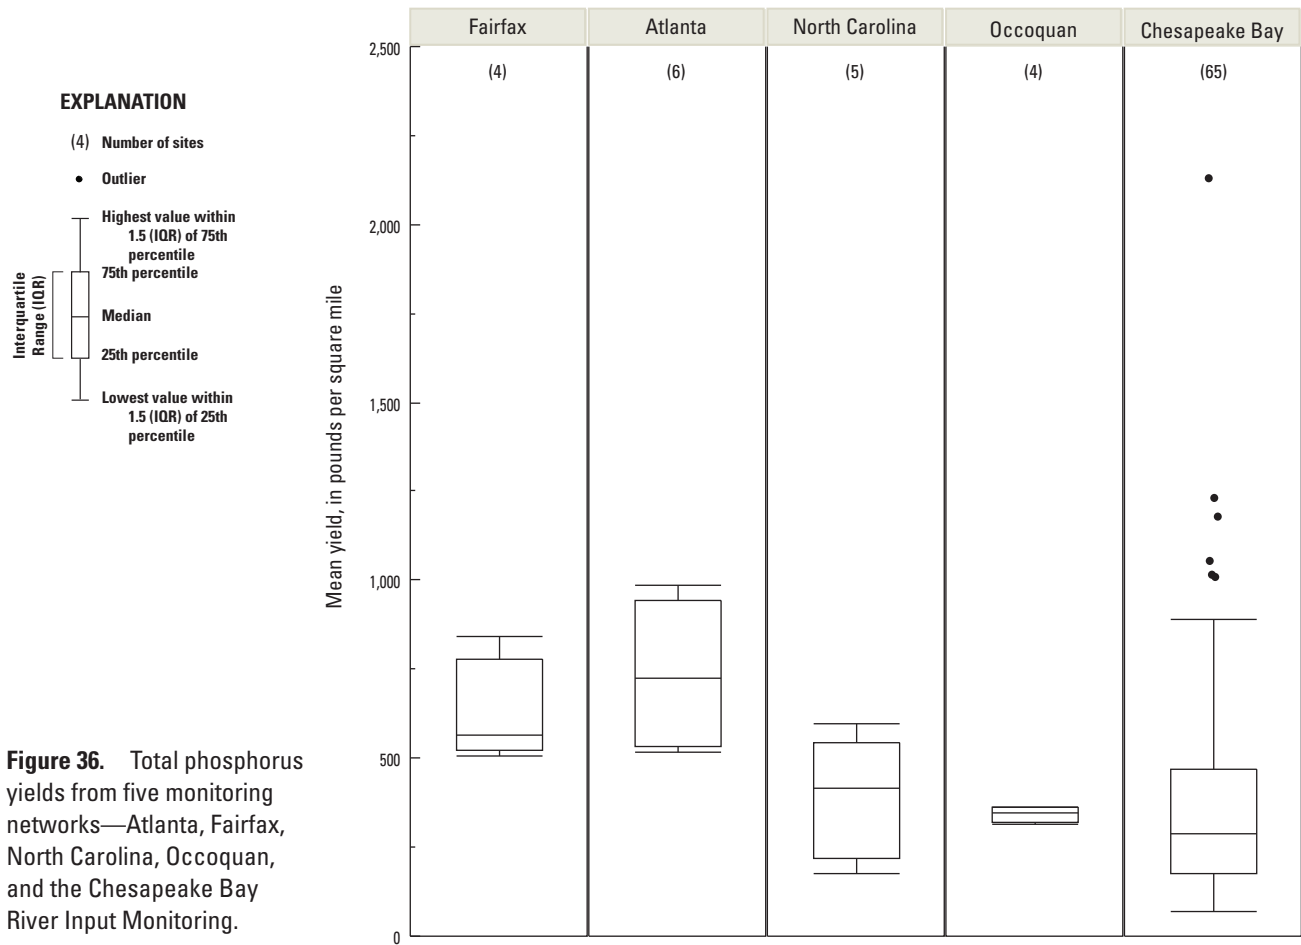 Fairfax
Atlanta
North Carolina
Occoquan
Chesapeake Bay
(4)
(6)
(5)
(4)
(65)
EXPLANATION
(4) Number of sites
Outlier
Highest value within
1.5 (IQR) of 75th
percentile
75th percentile
Median
25th percentile
Lowest value within
1.5 (IQR) of 25th
percentile
Interquartile
Range (IQR)
Mean yield, in pounds per square mile
2,500
2,000
1,500
1,000
500
0
Figure 36. Total phosphorus
yields from five monitoring
networks—Atlanta, Fairfax,
North Carolina, Occoquan,
and the Chesapeake Bay
River Input Monitoring.